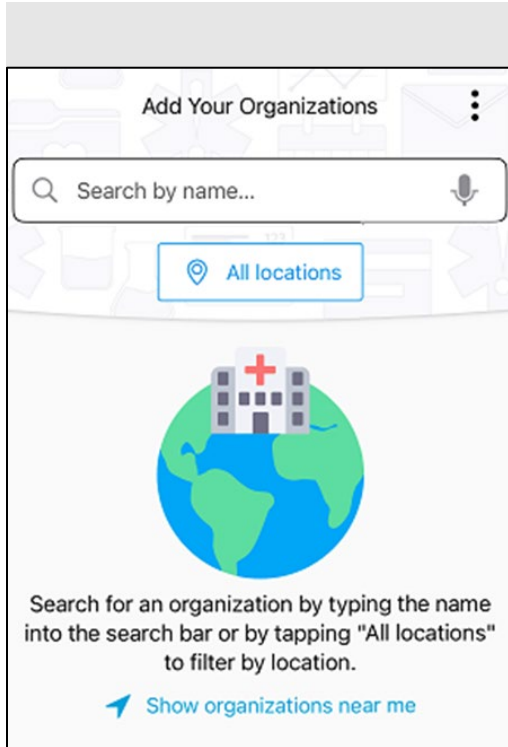 Add Your Organizations
Search by name...
123
All locations
Search for an organization by typing the name
into the search bar or by tapping "All locations"
to filter by location.
Show organizations near me